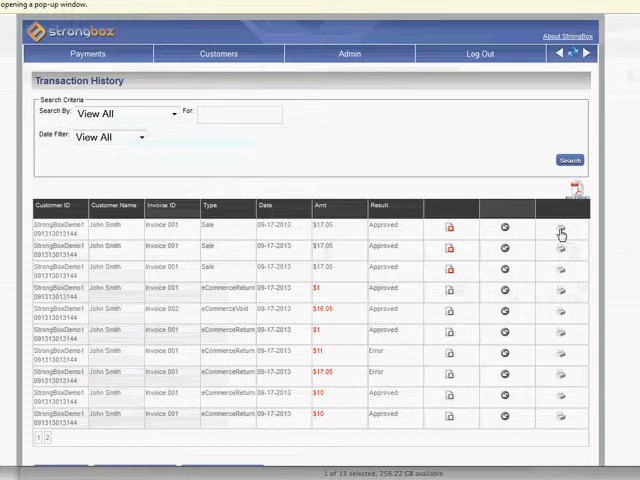 opening a pop-up window.
strongbox
About StrongBox
Payments Customers Admin Log Out
Transaction History
Search Criteria
Search By: View All For:
Date Filter: View All
Search
Customer ID Customer Name Invoice ID Type Date Amt Result
StrongBoxDemo1 John Smith Invoice 001 Sale 09-17-2013 $17.05 Approved
091313013144
StrongBoxDemo1 John Smith Invoice 001 Sale 09-17-2013 $17.05 Approved
091313013144
StrongBoxDemo1 John Smith Invoice 001 Sale 09-17-2013 $17.05 Approved
091313013144
StrongBoxDemo1 John Smith Invoice 001 eCommerceReturn 09-17-2013 $1 Approved
091313013144
StrongBoxDemo1 John Smith Invoice 002 eCommerceVoid 09-17-2013 $16.05 Approved
091313013144
StrongBoxDemo1 John Smith Invoice 001 eCommerceReturn 09-17-2013 $1 Approved
091313013144
StrongBoxDemo1 John Smith Invoice 001 eCommerceReturn 09-17-2013 $11 Error
091313013144
StrongBoxDemo1 John Smith Invoice 001 eCommerceReturn 09-17-2013 $17.05 Error
091313013144
StrongBoxDemo1 John Smith Invoice 001 eCommerceReturn 09-17-2013 $10 Approved
091313013144
StrongBoxDemo1 John Smith Invoice 001 eCommerceReturn 09-17-2013 $10 Approved
091313013144
1 2
1 of 13 selected, 256.22 GB available